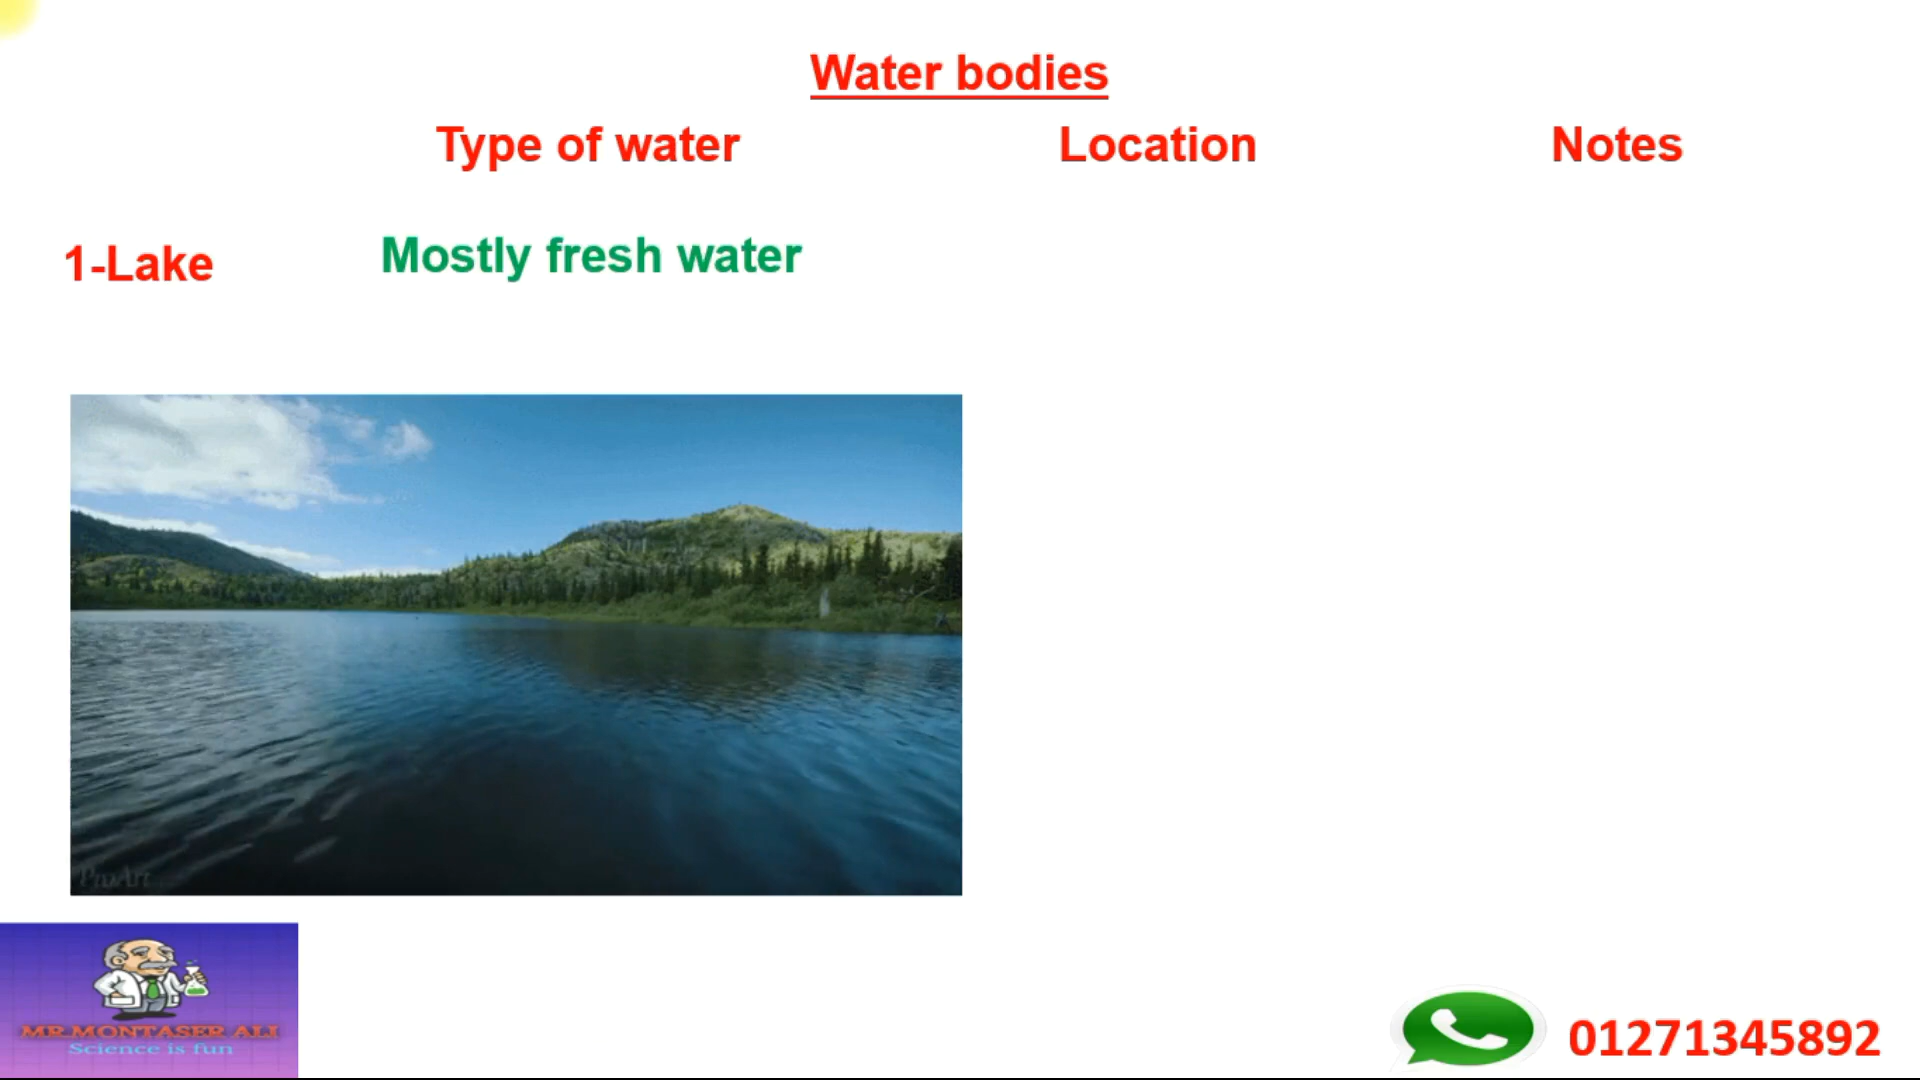 Water bodies
Type of water Location Notes
1-Lake Mostly fresh water
ProArt
MR.MONTASER ALI
Science is fun
01271345892